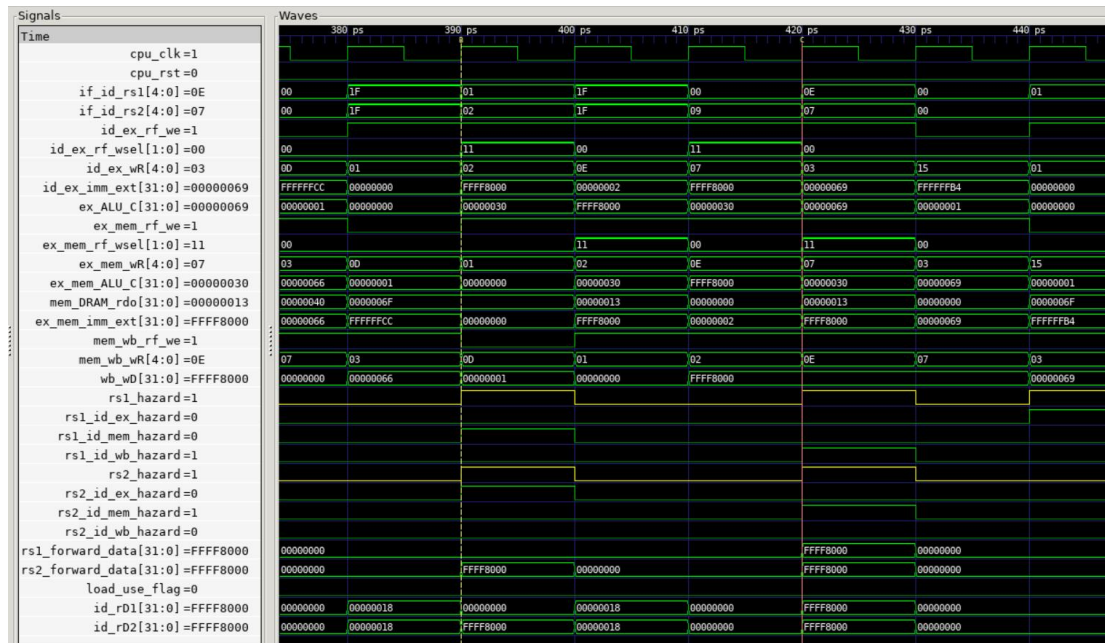 Signals Waves
Time 380 ps 390 ps 400 ps 410 ps 420 ps 430 ps 440 ps
cpu_clk=1
cpu_rst=0
if_id_rs1[4:0]=0E 00 1F 01 1F 00 0E 00 01
if_id_rs2[4:0]=07 00 1F 02 1F 09 07 00
id_ex_rf_we=1
id_ex_rf_wsel[1:0]=00 00 11 00 11 00
id_ex_wR[4:0]=03 0D 01 02 0E 07 03 15 01
id_ex_imm_ext[31:0]=00000069 FFFFFFCC 00000000 FFFF8000 00000002 FFFF8000 00000069 FFFFFFB4 00000000
ex_ALU_C[31:0]=00000069 00000001 00000000 00000030 FFFF8000 00000030 00000069 00000001 00000000
ex_mem_rf_we=1
ex_mem_rf_wsel[1:0]=11 00 11 00 11 00
ex_mem_wR[4:0]=07 03 0D 01 02 0E 07 03 15
ex_mem_ALU_C[31:0]=00000030 00000066 00000001 00000000 00000030 FFFF8000 00000030 00000069 00000001
mem_DRAM_rdo[31:0]=00000013 00000040 0000006F 00000013 00000000 00000013 00000000 0000006F
ex_mem_imm_ext[31:0]=FFFF8000 00000066 FFFFFFCC 00000000 FFFF8000 00000002 FFFF8000 00000069 FFFFFFB4
mem_wb_rf_we=1
mem_wb_wR[4:0]=0E 07 03 0D 01 02 0E 07 03
wb_wD[31:0]=FFFF8000 00000000 00000066 00000001 00000000 FFFF8000 00000069
rs1_hazard=1
rs1_id_ex_hazard=0
rs1_id_mem_hazard=0
rs1_id_wb_hazard=1
rs2_hazard=1
rs2_id_ex_hazard=0
rs2_id_mem_hazard=1
rs2_id_wb_hazard=0
rs1_forward_data[31:0]=FFFF8000 00000000 FFFF8000 00000000
rs2_forward_data[31:0]=FFFF8000 00000000 FFFF8000 00000000 FFFF8000 00000000
load_use_flag=0
id_rD1[31:0]=FFFF8000 00000000 00000018 00000000 00000018 00000000 FFFF8000 00000000
id_rD2[31:0]=FFFF8000 00000000 00000018 FFFF8000 00000018 00000000 FFFF8000 00000000